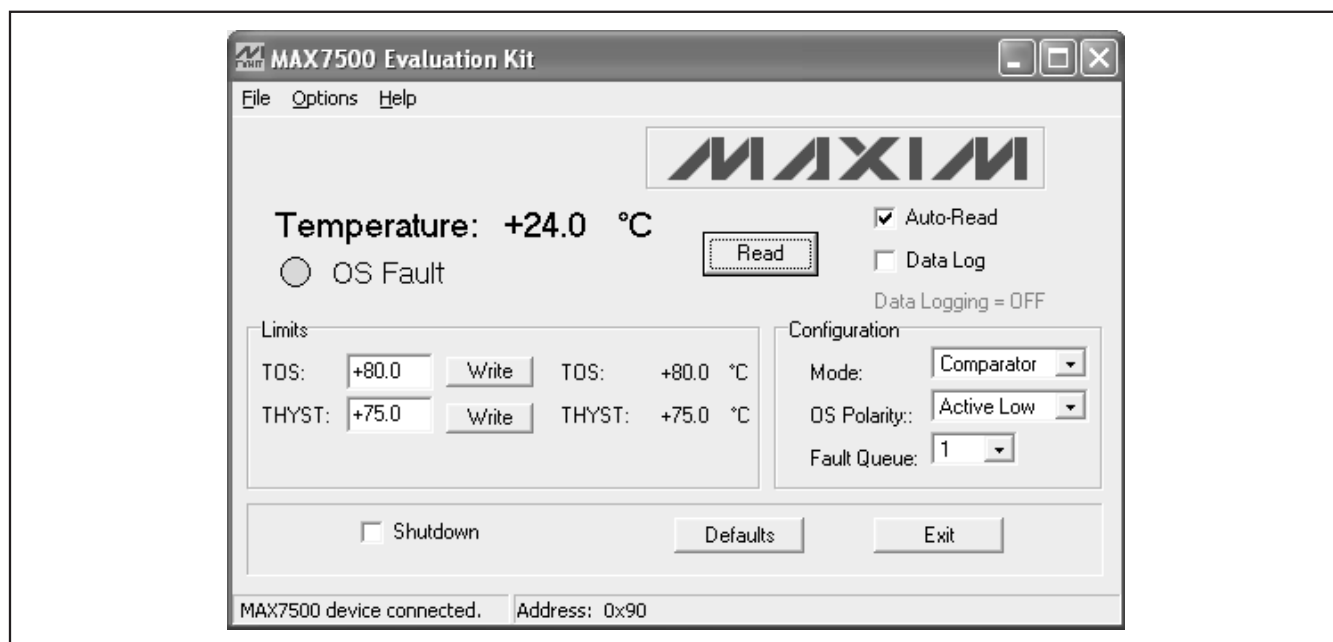 MAX7500 Evaluation Kit
File Options Help
MAXIM
Temperature: +24.0 °C
Read
Auto-Read
OS Fault
Data Log
Data Logging = OFF
Limits
TOS: +80.0 Write TOS: +80.0 °C
THYST: +75.0 Write THYST: +75.0 °C
Configuration
Mode: Comparator
OS Polarity:: Active Low
Fault Queue: 1
Shutdown Defaults Exit
MAX7500 device connected. Address: 0x90